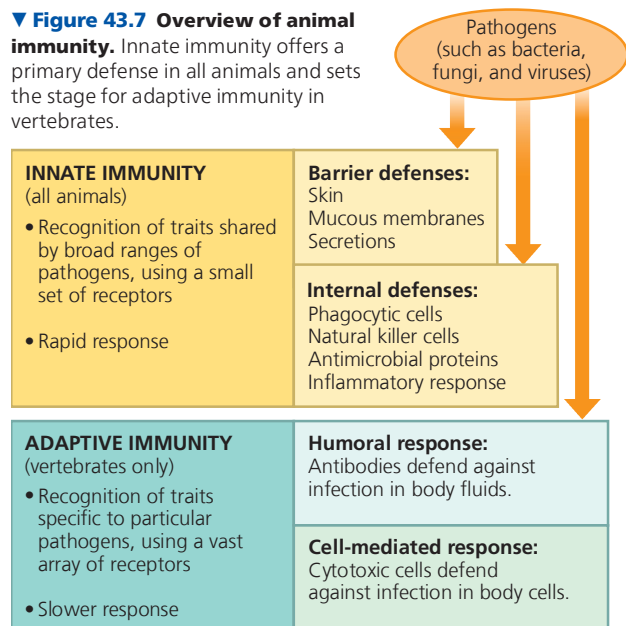 ▼ Figure 43.7 Overview of animal
immunity. Innate immunity offers a
primary defense in all animals and sets
the stage for adaptive immunity in
vertebrates.
Pathogens
(such as bacteria,
fungi, and viruses)
INNATE IMMUNITY
(all animals)
• Recognition of traits shared
by broad ranges of
pathogens, using a small
set of receptors
• Rapid response
Barrier defenses:
Skin
Mucous membranes
Secretions
Internal defenses:
Phagocytic cells
Natural killer cells
Antimicrobial proteins
Inflammatory response
ADAPTIVE IMMUNITY
(vertebrates only)
• Recognition of traits
specific to particular
pathogens, using a vast
array of receptors
• Slower response
Humoral response:
Antibodies defend against
infection in body fluids.
Cell-mediated response:
Cytotoxic cells defend
against infection in body cells.